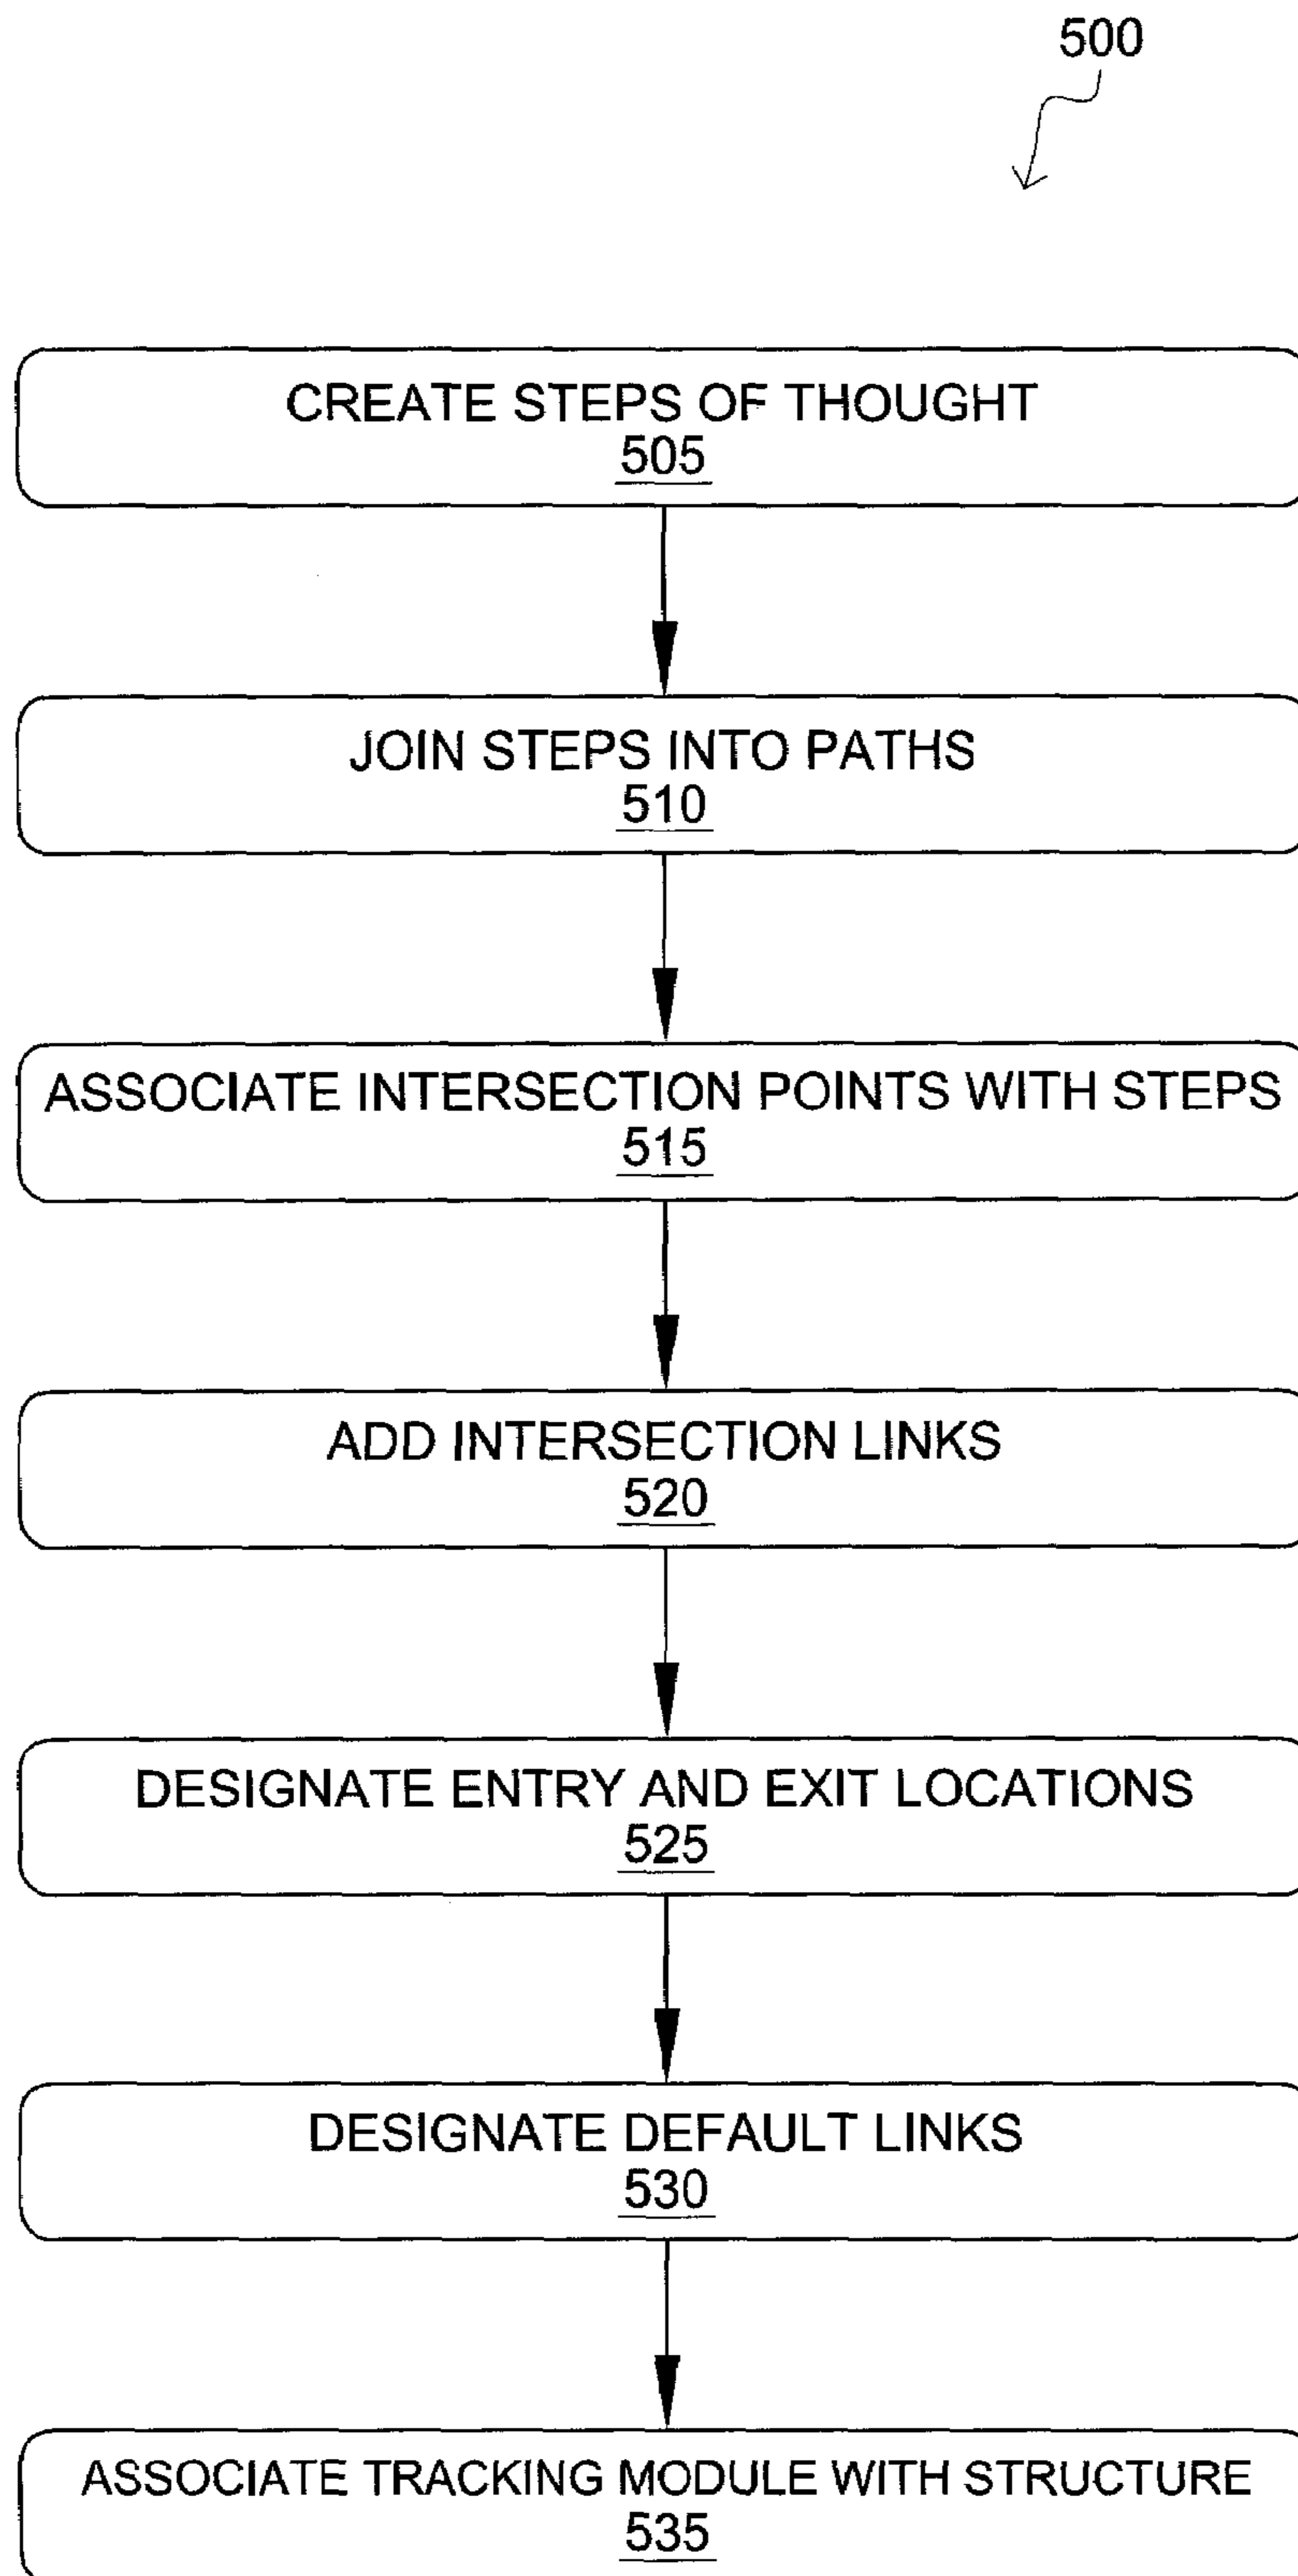 500
CREATE STEPS OF THOUGHT
505
JOIN STEPS INTO PATHS
510
ASSOCIATE INTERSECTION POINTS WITH STEPS
515
ADD INTERSECTION LINKS
520
DESIGNATE ENTRY AND EXIT LOCATIONS
525
DESIGNATE DEFAULT LINKS
530
ASSOCIATE TRACKING MODULE WITH STRUCTURE
535